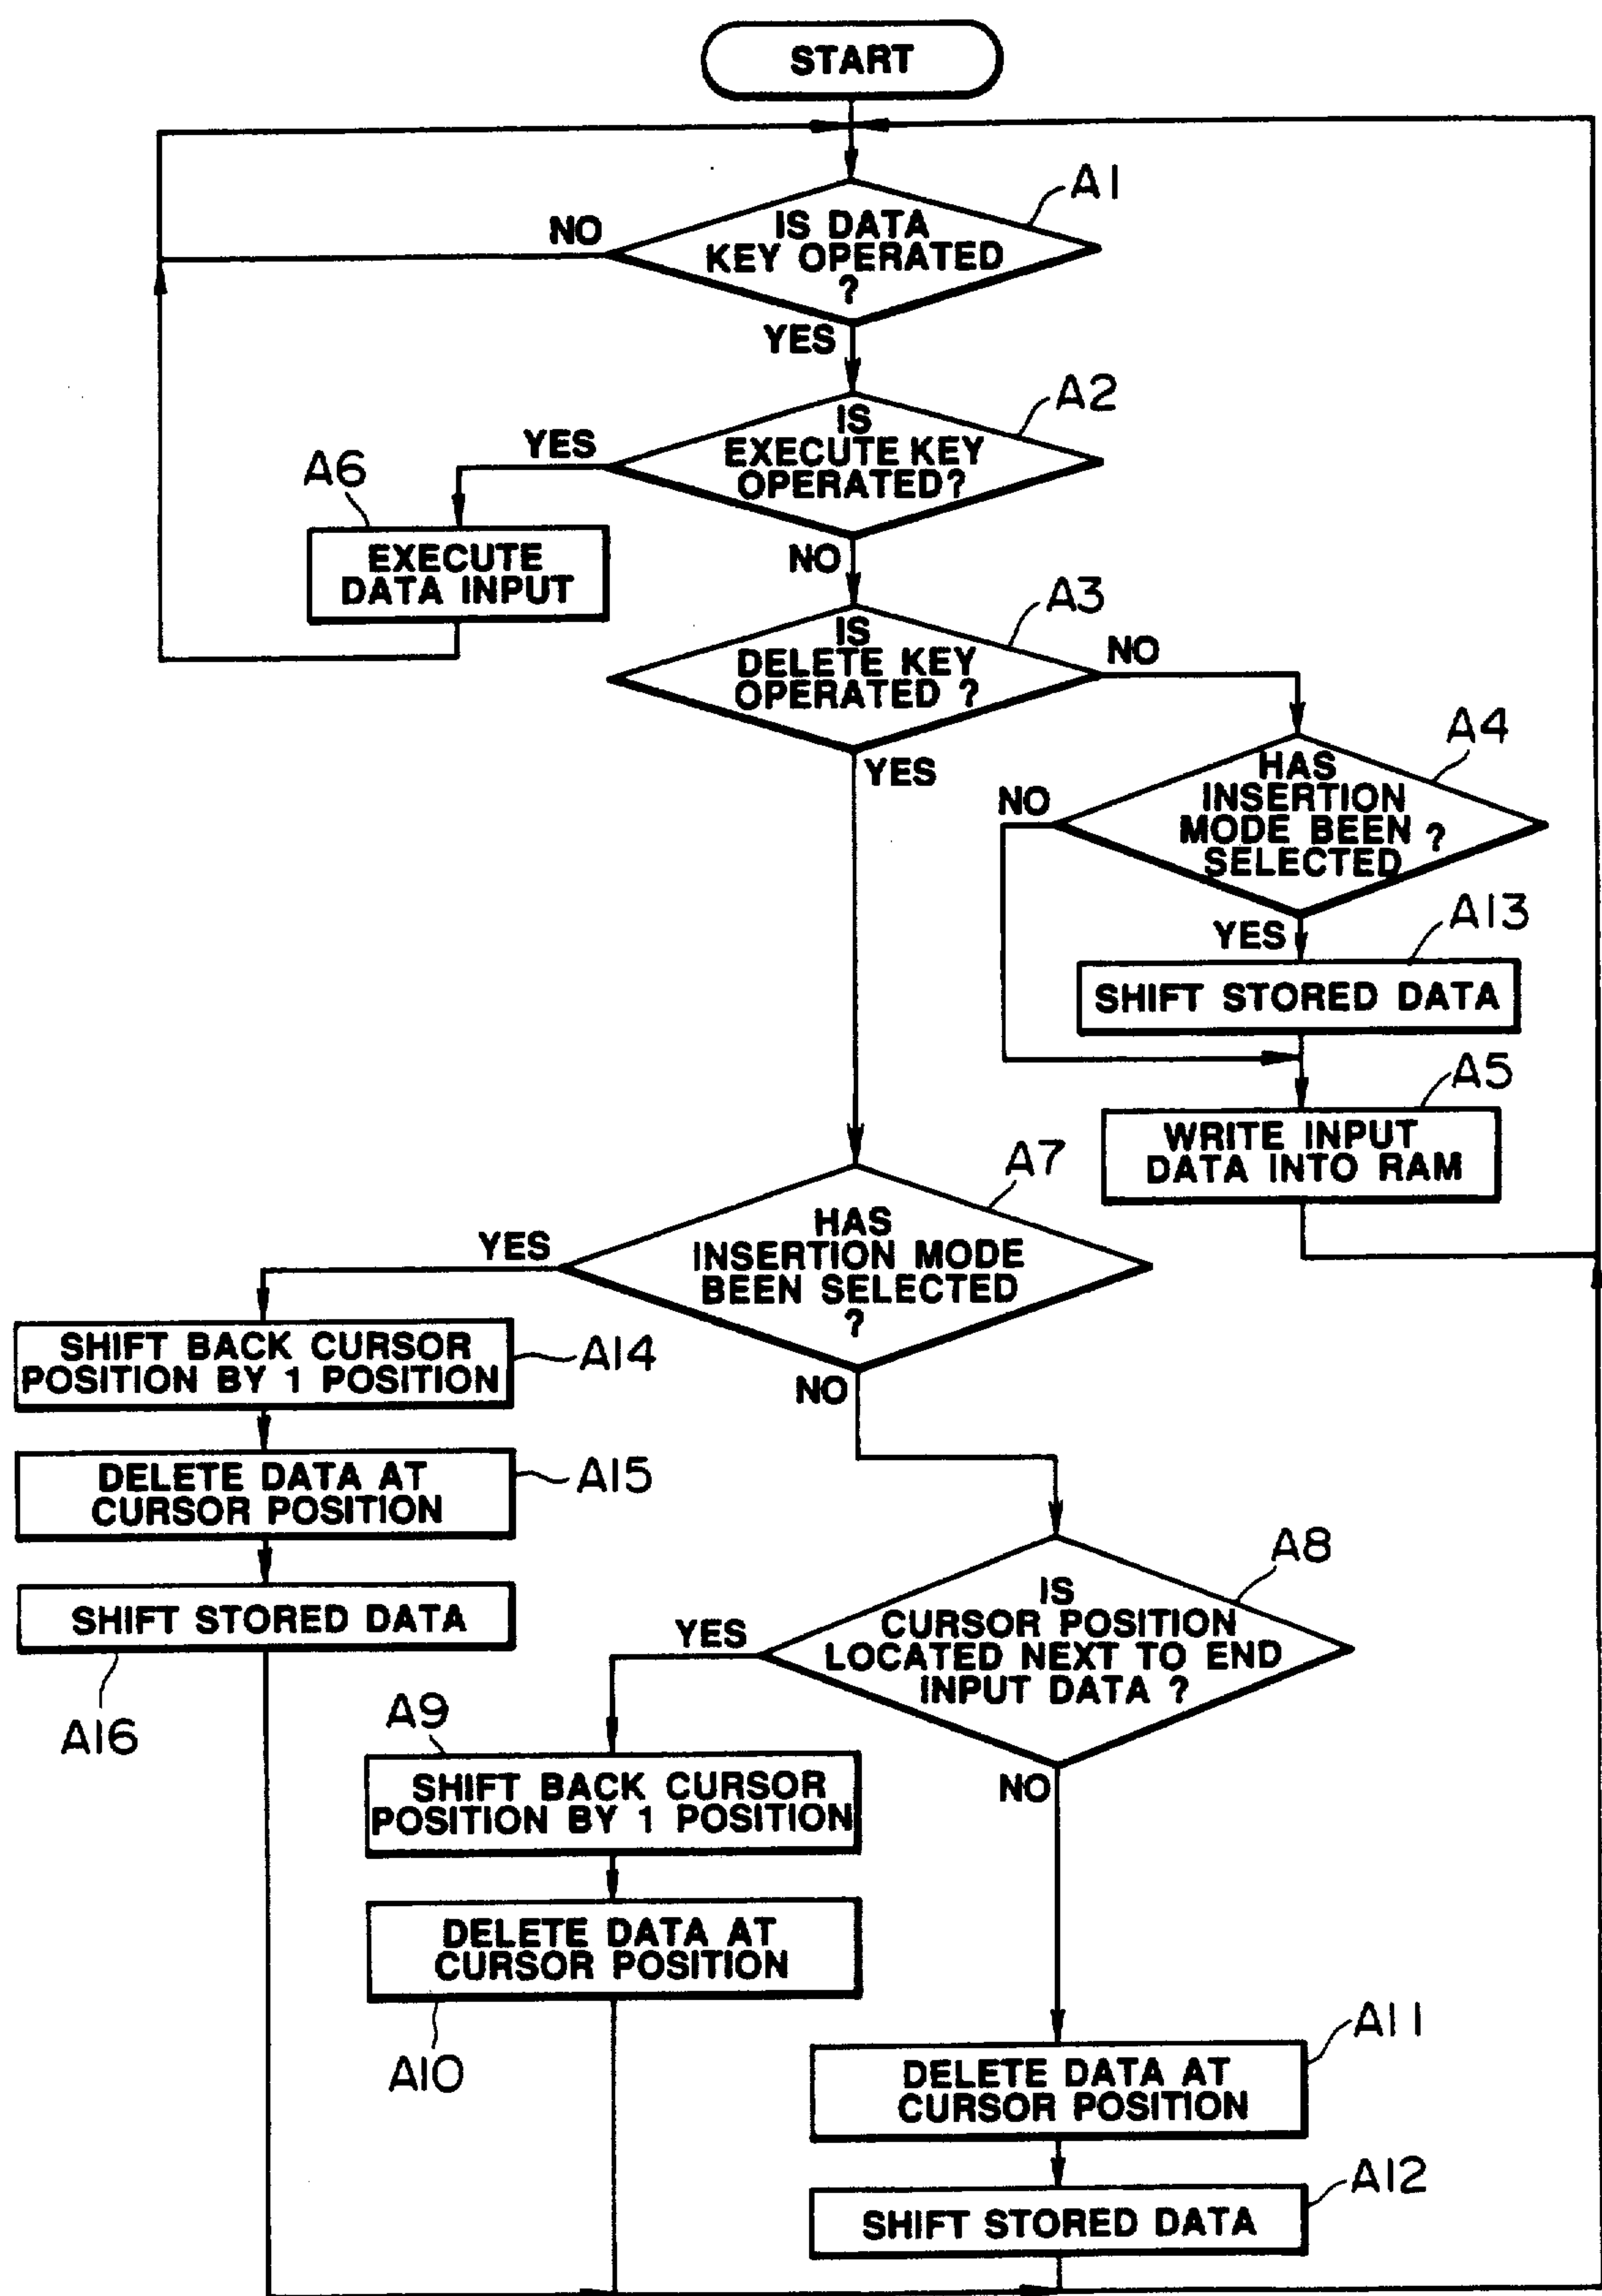 START
A1
IS DATA
KEY OPERATED
?
NO
YES
A2
IS
EXECUTE KEY
OPERATED?
YES
NO
A6
EXECUTE
DATA INPUT
A3
IS
DELETE KEY
OPERATED ?
NO
YES
A4
HAS
INSERTION
MODE BEEN ?
SELECTED
NO
YES
A13
SHIFT STORED DATA
A5
WRITE INPUT
DATA INTO RAM
A7
HAS
INSERTION MODE
BEEN SELECTED
?
YES
NO
SHIFT BACK CURSOR
POSITION BY 1 POSITION
A14
DELETE DATA AT
CURSOR POSITION
A15
SHIFT STORED DATA
A16
A8
IS
CURSOR POSITION
LOCATED NEXT TO END
INPUT DATA ?
YES
NO
A9
SHIFT BACK CURSOR
POSITION BY 1 POSITION
DELETE DATA AT
CURSOR POSITION
A10
A11
DELETE DATA AT
CURSOR POSITION
A12
SHIFT STORED DATA